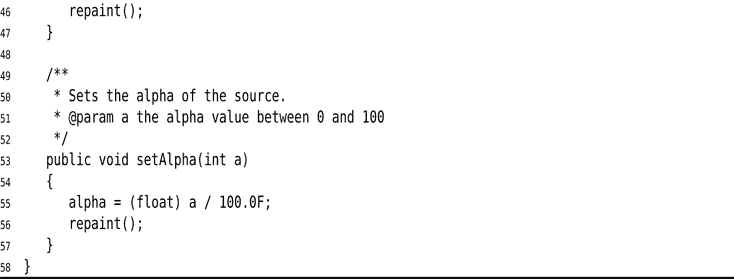 46        repaint();
47     }
48
49     /**
50      * Sets the alpha of the source.
51      * @param a the alpha value between 0 and 100
52      */
53     public void setAlpha(int a)
54     {
55        alpha = (float) a / 100.0F;
56        repaint();
57     }
58  }